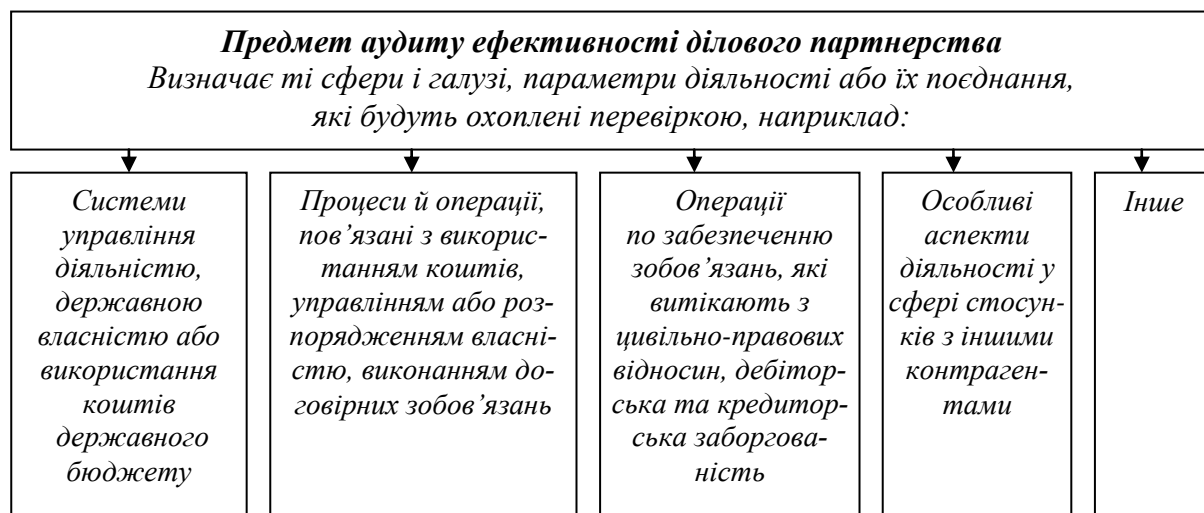 Предмет аудиту ефективності ділового партнерства
Визначає ті сфери і галузі, параметри діяльності або їх поєднання,
які будуть охоплені перевіркою, наприклад:
Системи
управління
діяльністю,
державною
власністю або
використання
коштів
державного
бюджету
Процеси й операції,
пов’язані з викорис-
танням коштів,
управлінням або роз-
порядженням власні-
стю, виконанням до-
говірних зобов’язань
Операції
по забезпеченню
зобов’язань, які
витікають з
цивільно-правових
відносин, дебітор-
ська та кредитор-
ська заборгова-
ність
Особливі
аспекти
діяльності у
сфері стосун-
ків з іншими
контраген-
тами
Інше